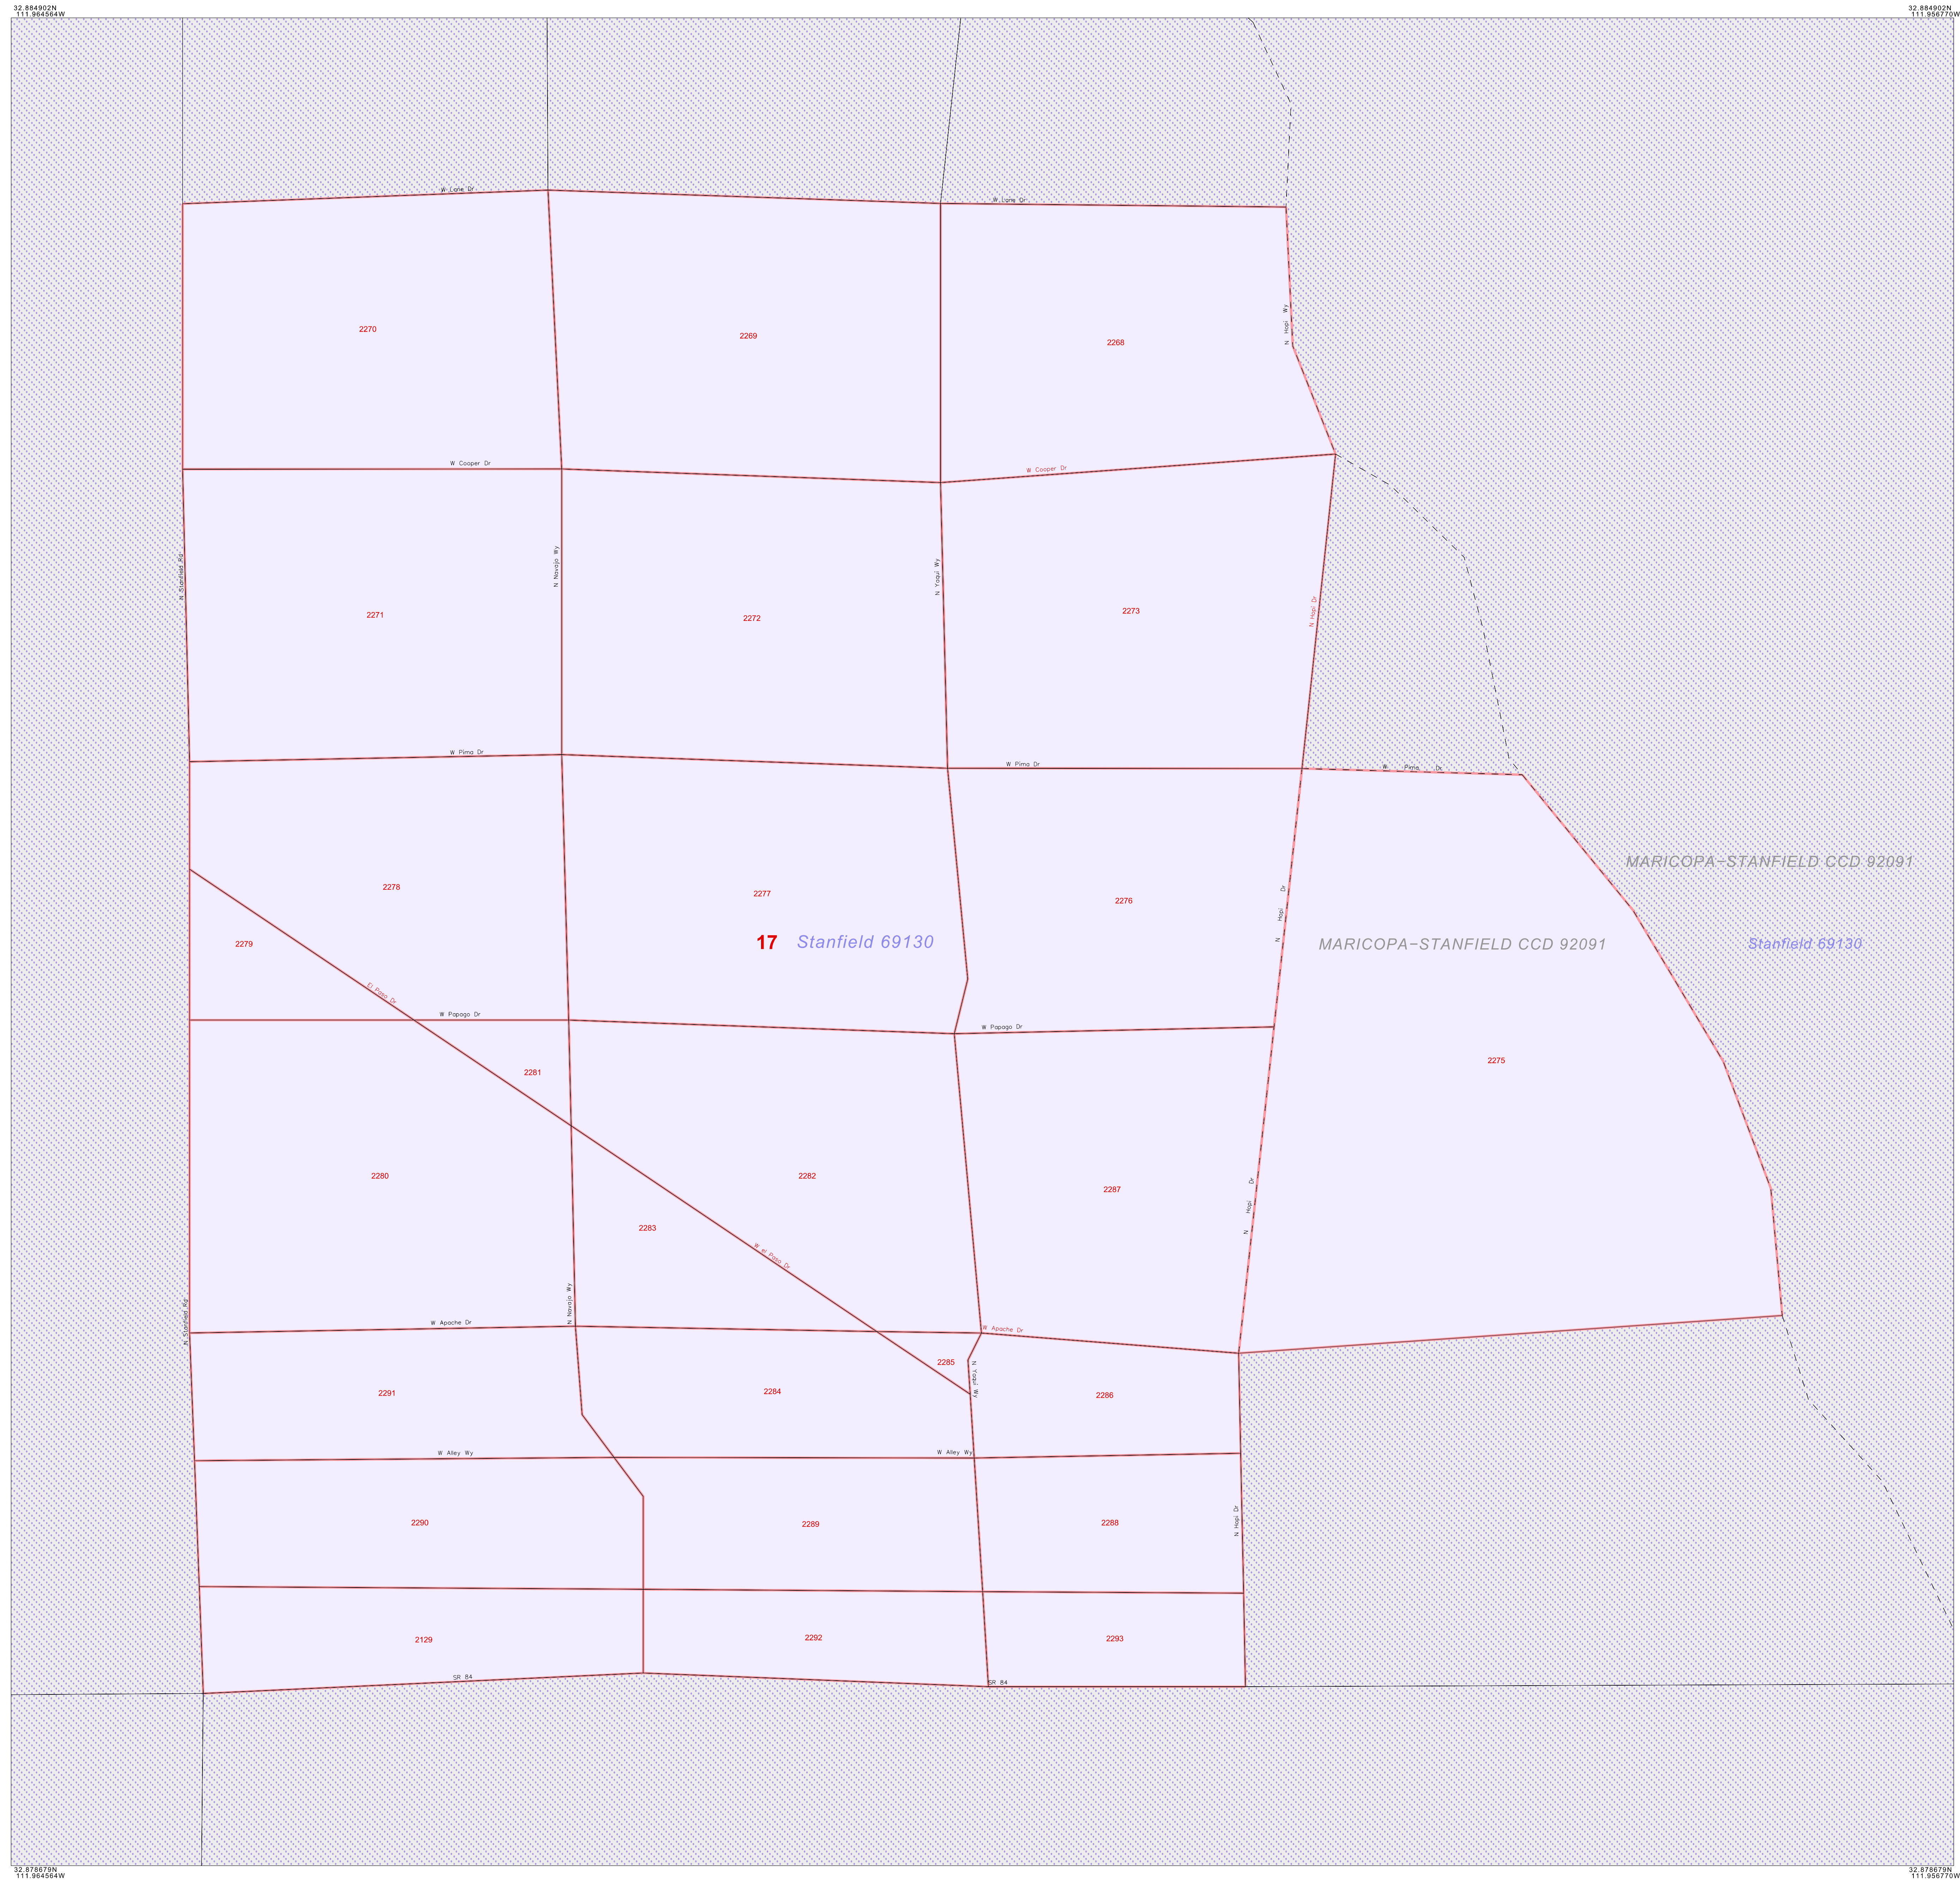 32.884902N
111.964564W
32.884902N
111.956770W
W Lane Dr
W Lane Dr
2270
2269
2268
N Hopi Wy
W Cooper Dr
W Cooper Dr
N Stanfield Rd
N Navajo Wy
N Yaqui Wy
N Hopi Dr
2271
2272
2273
W Pima Dr
W Pima Dr
W Pima Dr
MARICOPA-STANFIELD CCD 92091
2278
2277
2276
N Hopi Dr
2279
17 Stanfield 69130
MARICOPA-STANFIELD CCD 92091
Stanfield 69130
El Paso Dr
W Papago Dr
W Papago Dr
2275
2281
2280
2282
2287
N Hopi Dr
2283
W el Paso Dr
N Stanfield Rd
N Navajo Wy
W Apache Dr
W Apache Dr
2285
N Yaqui Wy
2291
2284
2286
W Alley Wy
W Alley Wy
2290
2289
2288
N Hopi Dr
2129
2292
2293
SR 84
SR 84
32.878679N
111.964564W
32.878679N
111.956770W